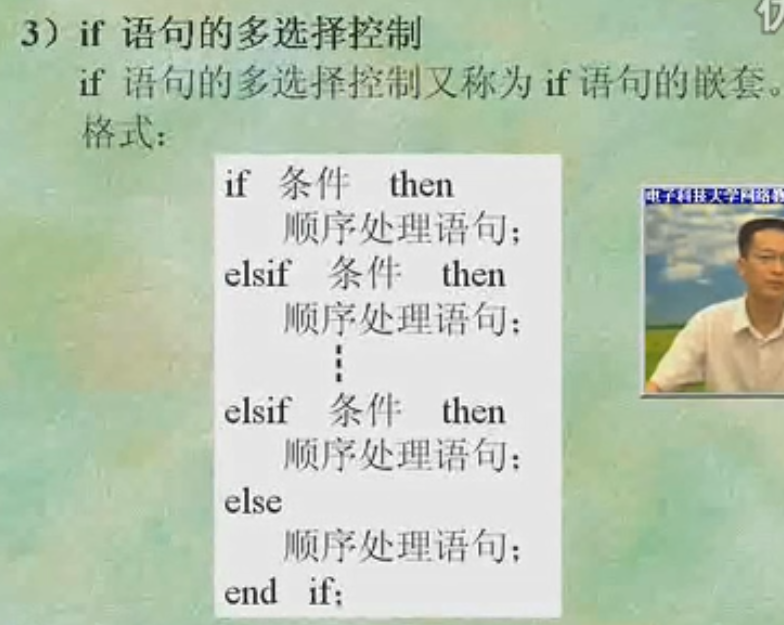 3）if 语句的多选择控制
if 语句的多选择控制又称为 if 语句的嵌套。
格式：
if 条件 then
顺序处理语句；
elsif 条件 then
顺序处理语句；
elsif 条件 then
顺序处理语句；
else
顺序处理语句；
end if；
电子科技大学网络教